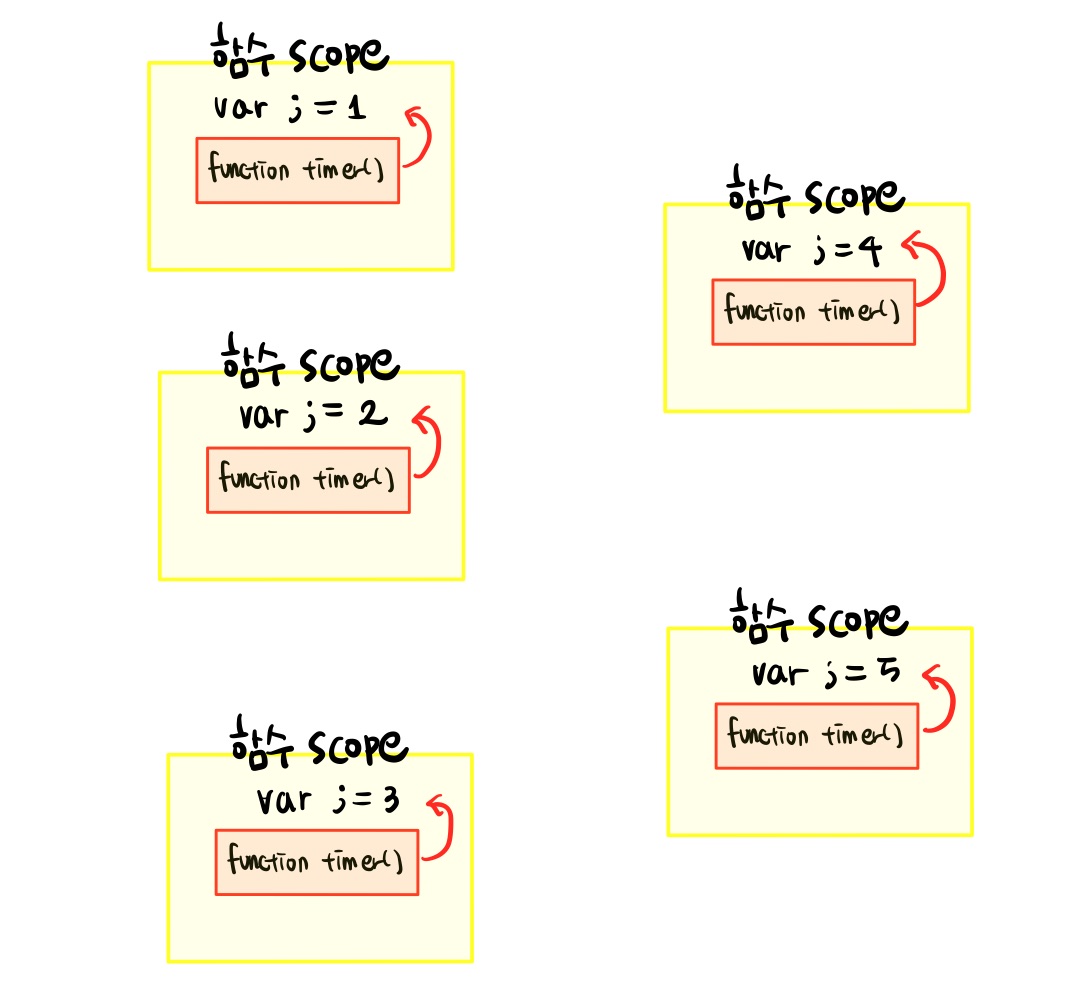 함수 scope
var j = 1
function timer()
함수 scope
var j = 2
function timer()
함수 scope
var j = 3
function timer()
함수 scope
var j = 4
function timer()
함수 scope
var j = 5
function timer()